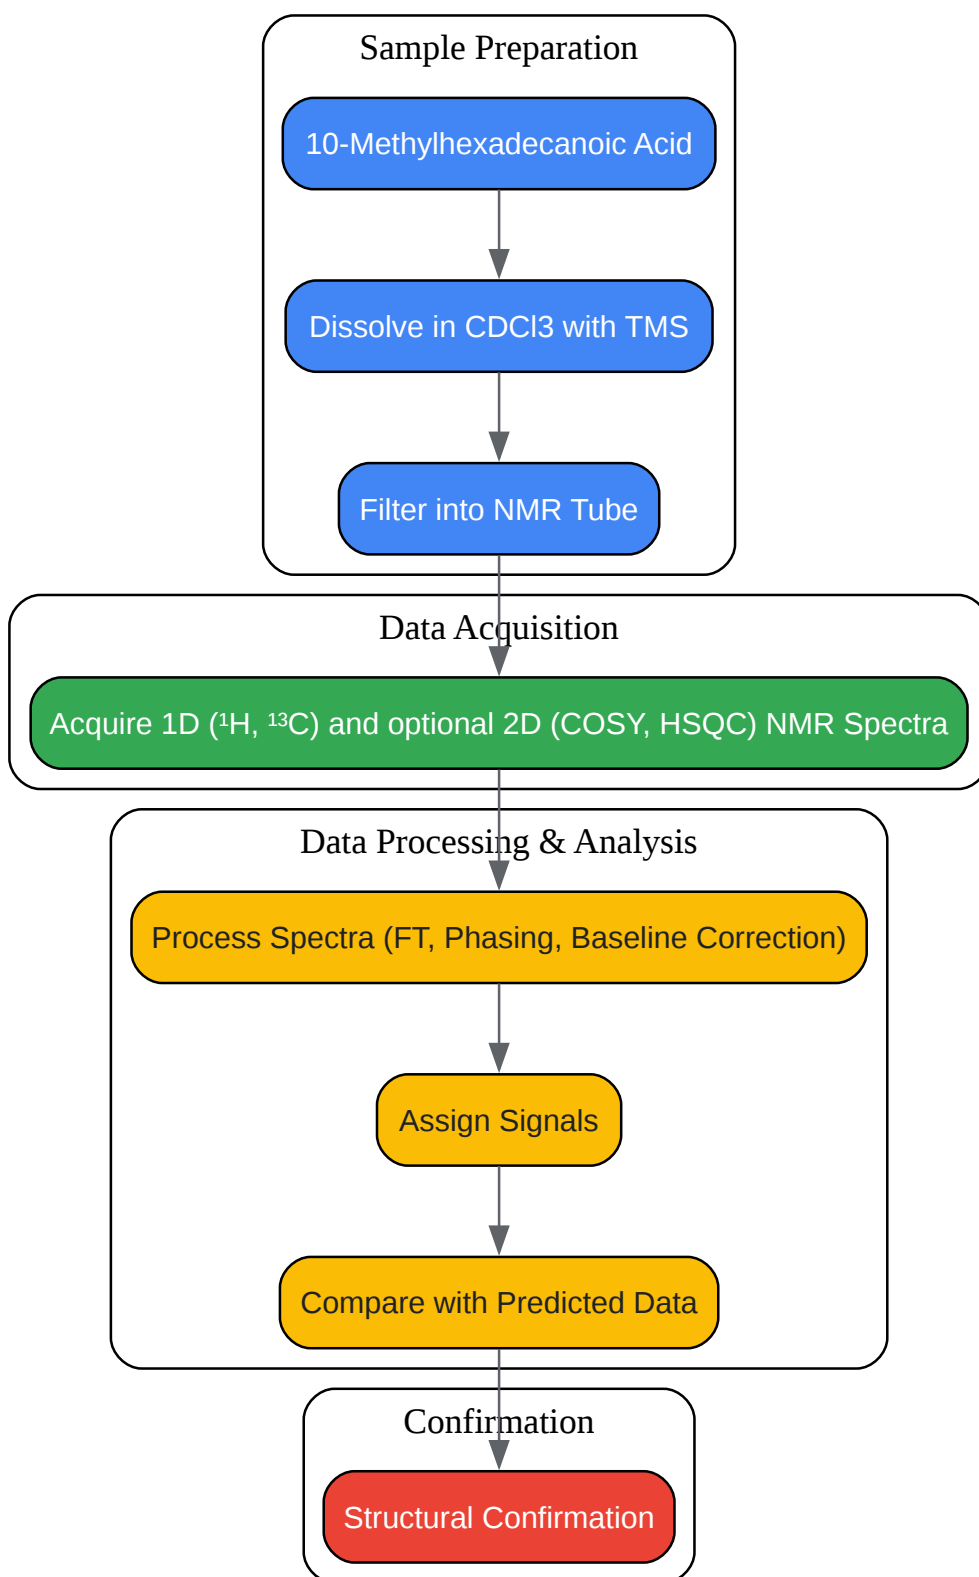 Sample Preparation
10-Methylhexadecanoic Acid
Dissolve in CDCl3 with TMS
Filter into NMR Tube
Data Acquisition
Acquire 1D (¹H, ¹³C) and optional 2D (COSY, HSQC) NMR Spectra
Data Processing & Analysis
Process Spectra (FT, Phasing, Baseline Correction)
Assign Signals
Compare with Predicted Data
Confirmation
Structural Confirmation